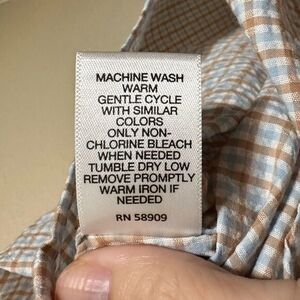 MACHINE WASH
WARM
GENTLE CYCLE
WITH SIMILAR
COLORS
ONLY NON-
CHLORINE BLEACH
WHEN NEEDED
TUMBLE DRY LOW
REMOVE PROMPTLY
WARM IRON IF
NEEDED
RN 58909